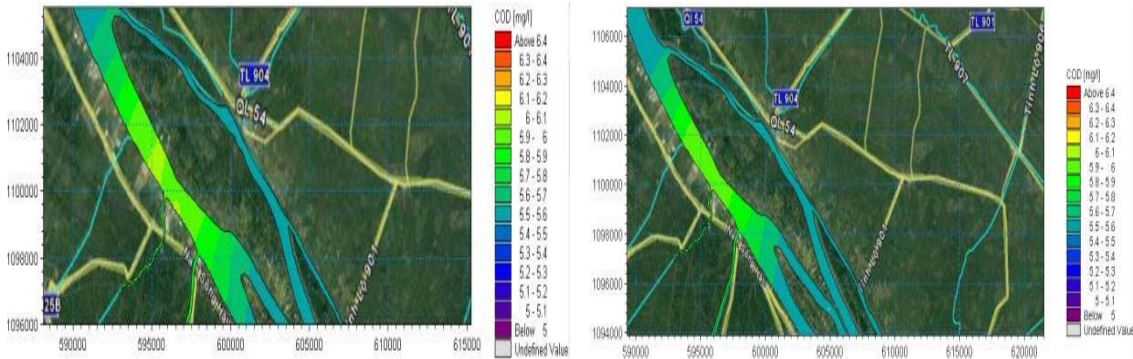 COD [mg/l]
Above 6.4
6.3 - 6.4
6.2 - 6.3
6.1 - 6.2
6 - 6.1
5.9 - 6
5.8 - 5.9
5.7 - 5.8
5.6 - 5.7
5.5 - 5.6
5.4 - 5.5
5.3 - 5.4
5.2 - 5.3
5.1 - 5.2
5 - 5.1
Below 5
Undefined Value
1104000
1102000
1100000
1098000
1096000
590000
595000
600000
605000
610000
615000
TL 904
QL 54
25B
COD [mg/l]
Above 6.4
6.3 - 6.4
6.2 - 6.3
6.1 - 6.2
6 - 6.1
5.9 - 6
5.8 - 5.9
5.7 - 5.8
5.6 - 5.7
5.5 - 5.6
5.4 - 5.5
5.3 - 5.4
5.2 - 5.3
5.1 - 5.2
5 - 5.1
Below 5
Undefined Value
1106000
1104000
1102000
1100000
1098000
1096000
1094000
590000
595000
600000
605000
610000
615000
620000
Ql 54
TL 901
TL 907
TL 904
QL 54